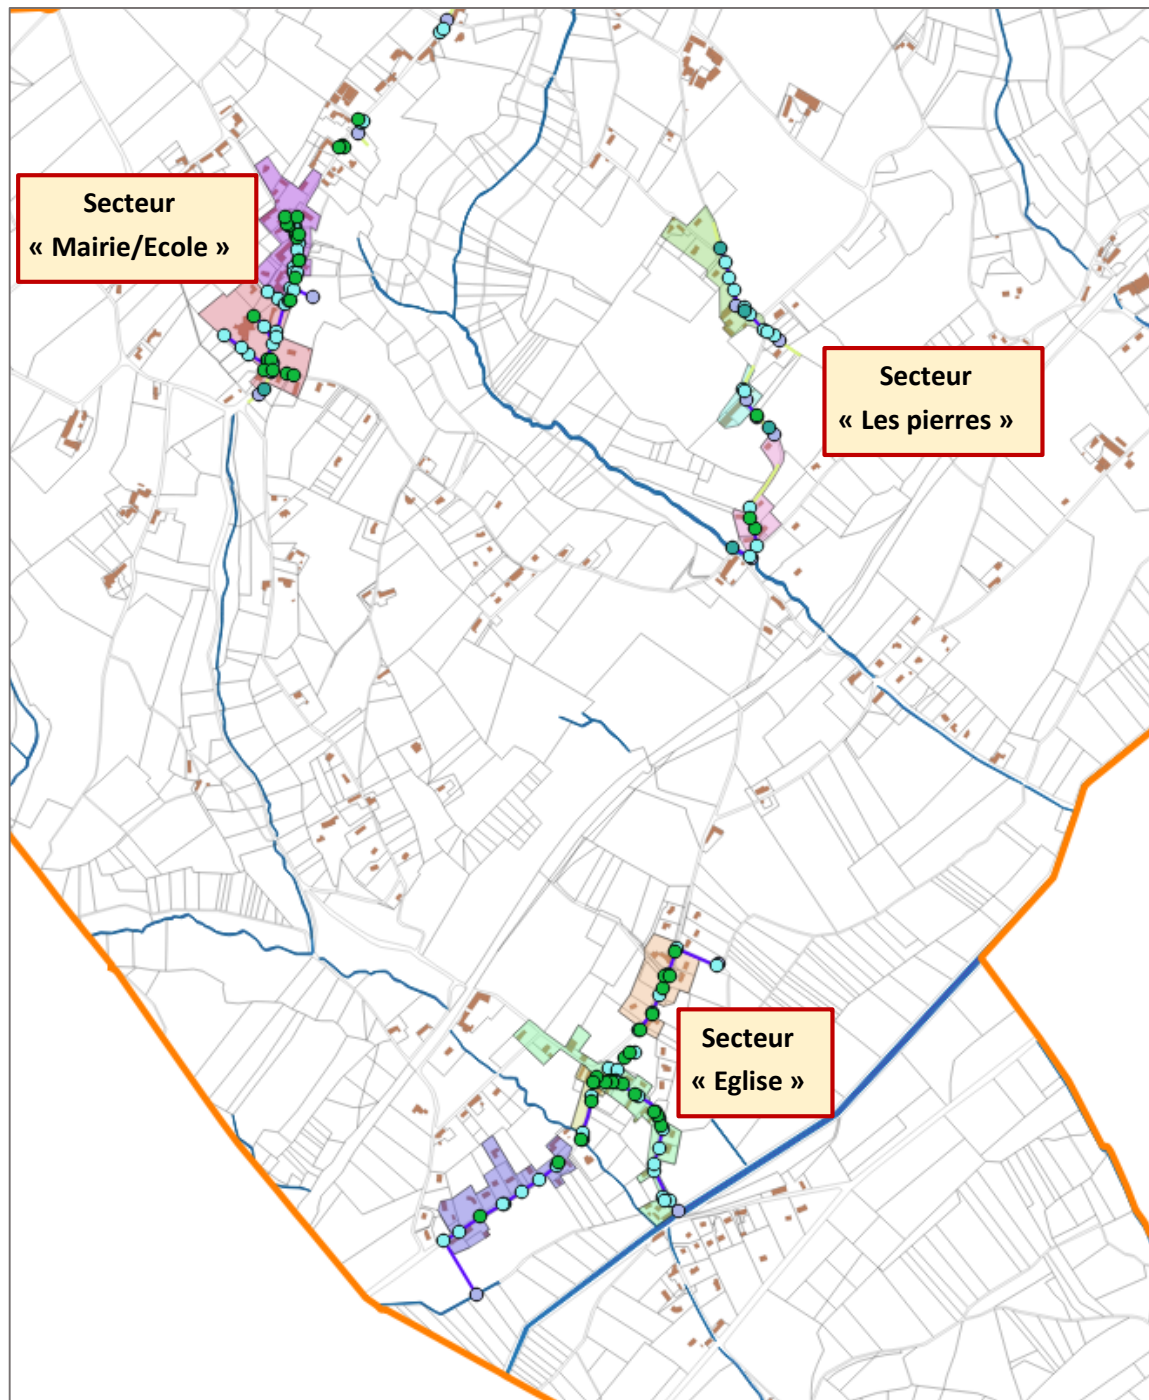 Secteur
« Mairie/Ecole »
Secteur
« Les pierres »
Secteur
« Eglise »